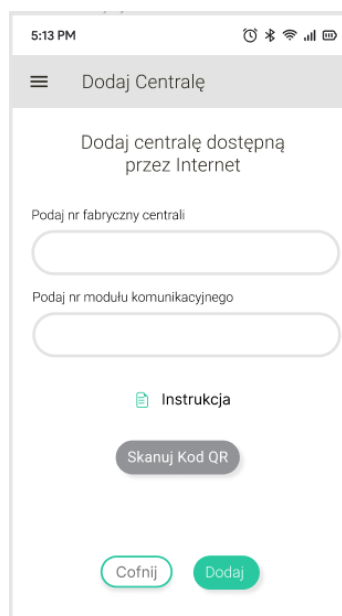 5:13 PM
Dodaj Centralę
Dodaj centralę dostępną
przez Internet
Podaj nr fabryczny centrali
Podaj nr modułu komunikacyjnego
Instrukcja
Skanuj Kod QR
Cofnij
Dodaj